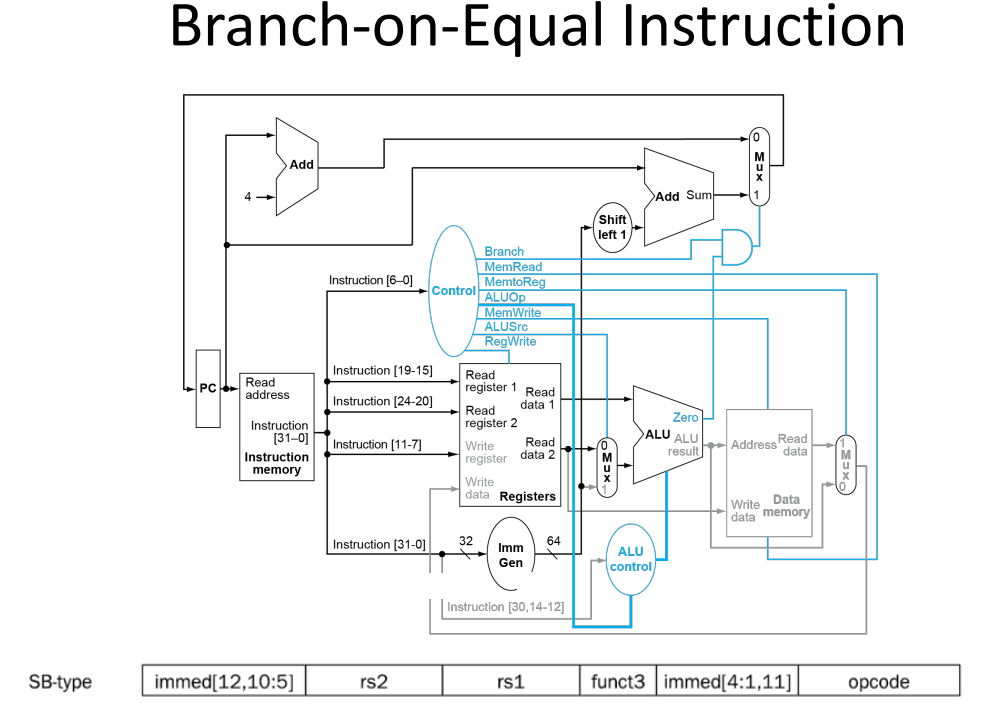 Branch-on-Equal Instruction
Add
4
0
M
u
x
1
Add Sum
Shift
left 1
Branch
MemRead
MemtoReg
ALUOp
MemWrite
ALUSrc
RegWrite
Control
Instruction [6–0]
PC
Read
address
Instruction
[31–0]
Instruction
memory
Instruction [19-15]
Instruction [24-20]
Instruction [11-7]
Instruction [31-0]
Read
register 1
Read
register 2
Write
register
Write
data
Read
data 1
Read
data 2
Registers
0
M
u
x
1
Zero
ALU
ALU
result
Address
Read
data
Write
data
Data
memory
1
M
u
x
0
32
Imm
Gen
64
ALU
control
Instruction [30,14-12]
SB-type immed[12,10:5] rs2 rs1 funct3 immed[4:1,11] opcode